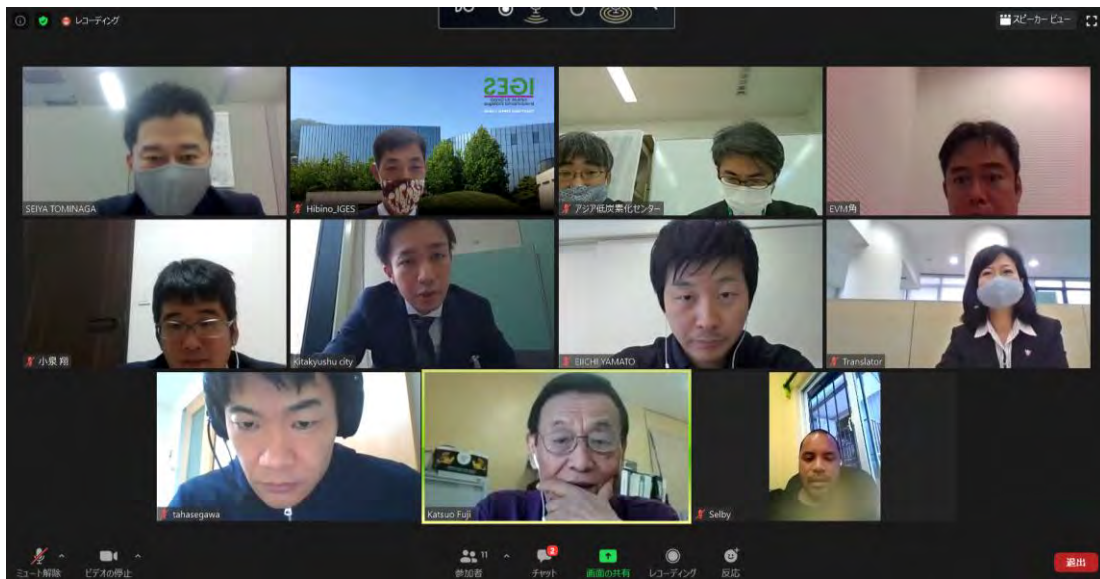 レコーディング
スピーカー ビュー
IGES
SEIYA TOMINAGA
Hibino_IGES
アジア低炭素化センター
EVM角
小泉 翔
Kitakyushu city
EIICHI YAMATO
Translator
tahasegawa
Katsuo Fuji
Selby
ミュート解除
ビデオの停止
11
参加者
2
チャット
画面の共有
レコーディング
反応
退出